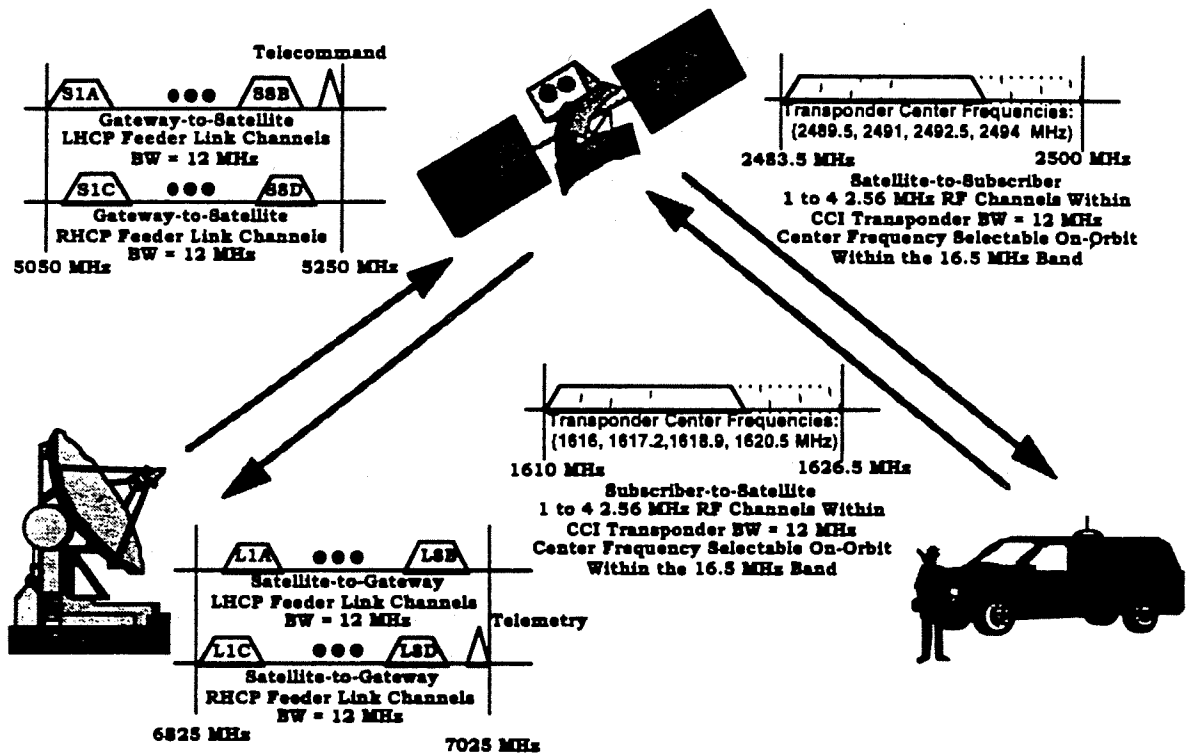 Telecommand
S1A ●●● S8B
Gateway-to-Satellite
LHCP Feeder Link Channels
BW = 12 MHz
S1C ●●● S8D
Gateway-to-Satellite
RHCP Feeder Link Channels
BW = 12 MHz
5050 MHz 5250 MHz
Transponder Center Frequencies:
(2489.5, 2491, 2492.5, 2494 MHz)
2483.5 MHz 2500 MHz
Satellite-to-Subscriber
1 to 4 2.56 MHz RF Channels Within
CCI Transponder BW = 12 MHz
Center Frequency Selectable On-Orbit
Within the 16.5 MHz Band
Transponder Center Frequencies:
(1616, 1617.2,1618.9, 1620.5 MHz)
1610 MHz 1626.5 MHz
Subscriber-to-Satellite
1 to 4 2.56 MHz RF Channels Within
CCI Transponder BW = 12 MHz
Center Frequency Selectable On-Orbit
Within the 16.5 MHz Band
L1A ●●● L8B
Satellite-to-Gateway
LHCP Feeder Link Channels
BW = 12 MHz
Telemetry
L1C ●●● L8D
Satellite-to-Gateway
RHCP Feeder Link Channels
BW = 12 MHz
6825 MHz 7025 MHz